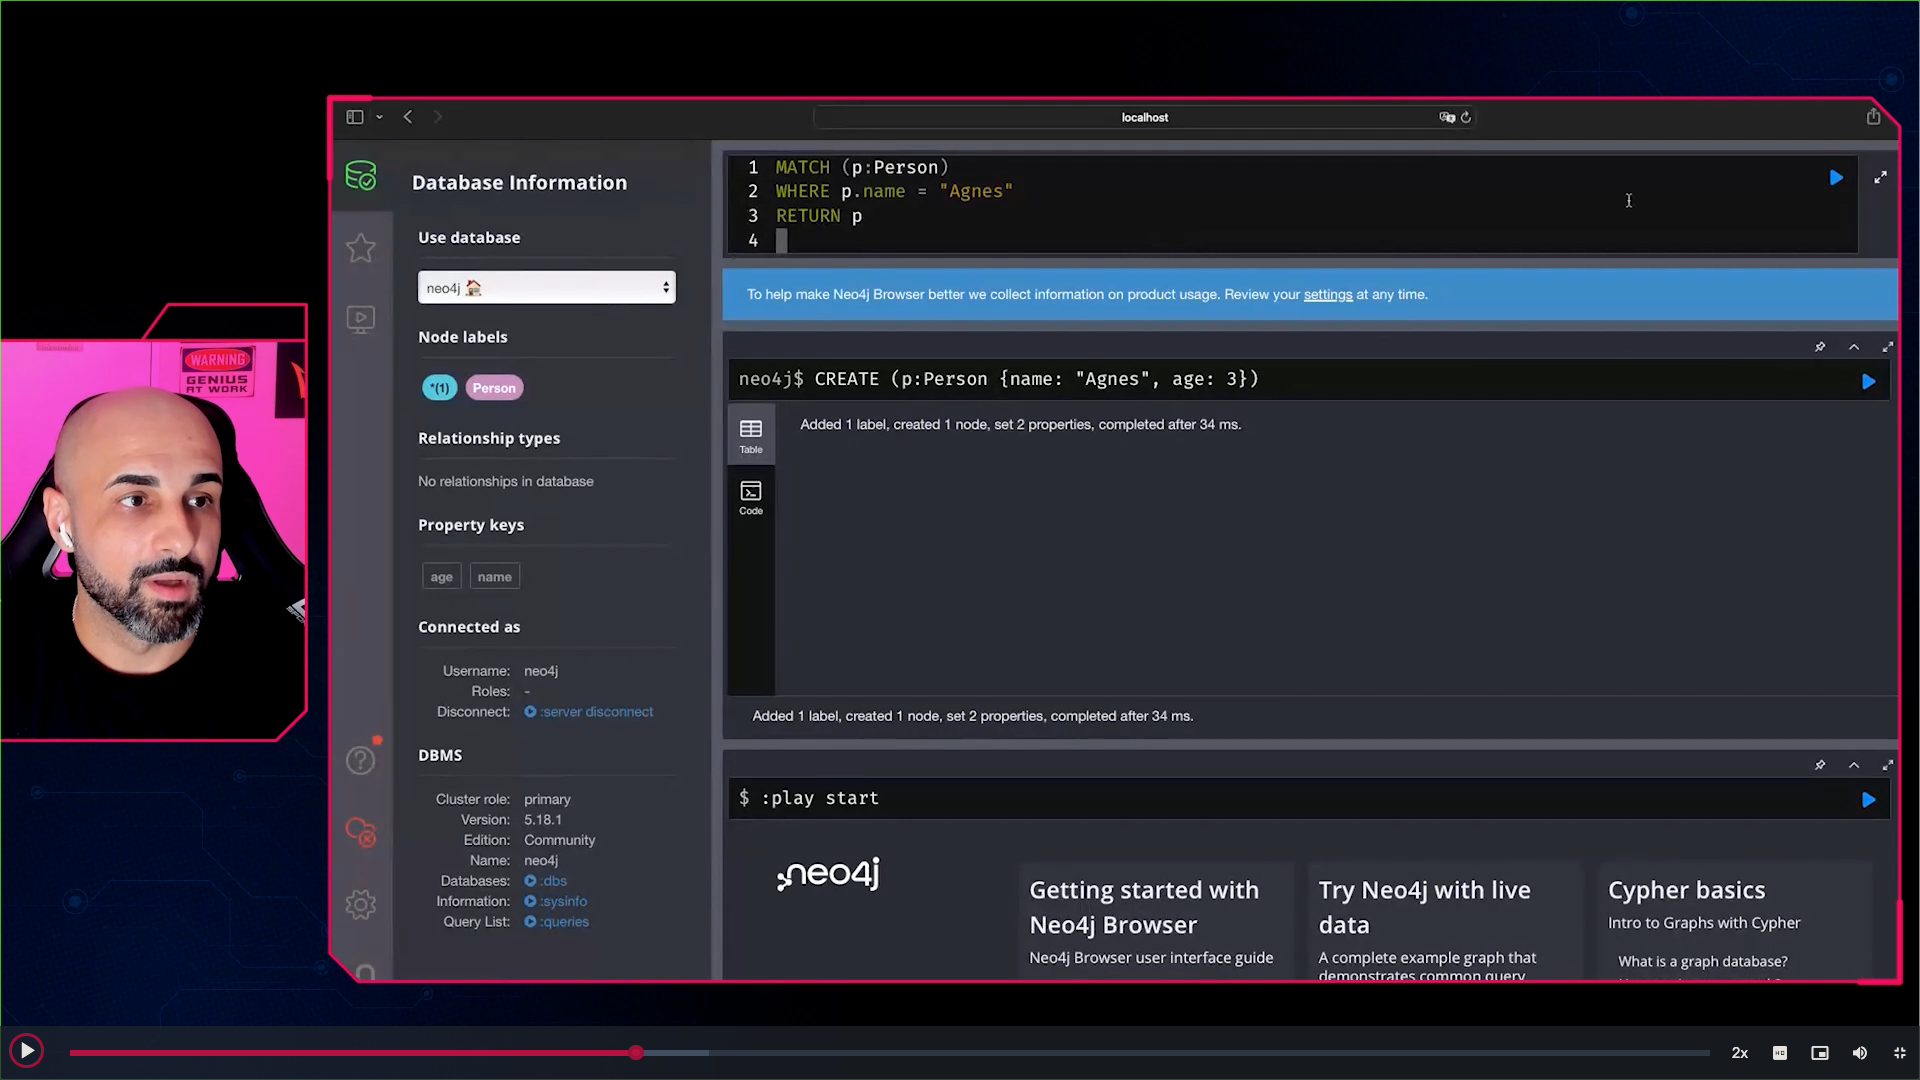 localhost
Database Information
Use database
neo4j
Node labels
*(1) Person
Relationship types
No relationships in database
Property keys
age name
Connected as
Username: neo4j
Roles: -
Disconnect: :server disconnect
DBMS
Cluster role: primary
Version: 5.18.1
Edition: Community
Name: neo4j
Databases: :dbs
Information: :sysinfo
Query List: :queries
1 MATCH (p:Person)
2 WHERE p.name = "Agnes"
3 RETURN p
4
To help make Neo4j Browser better we collect information on product usage. Review your settings at any time.
neo4j$ CREATE (p:Person {name: "Agnes", age: 3})
Table
Code
Added 1 label, created 1 node, set 2 properties, completed after 34 ms.
Added 1 label, created 1 node, set 2 properties, completed after 34 ms.
$ :play start
neo4j
Getting started with
Neo4j Browser
Neo4j Browser user interface guide
Try Neo4j with live
data
A complete example graph that
demonstrates common query
Cypher basics
Intro to Graphs with Cypher
What is a graph database?
WARNING
GENIUS
AT WORK
2x